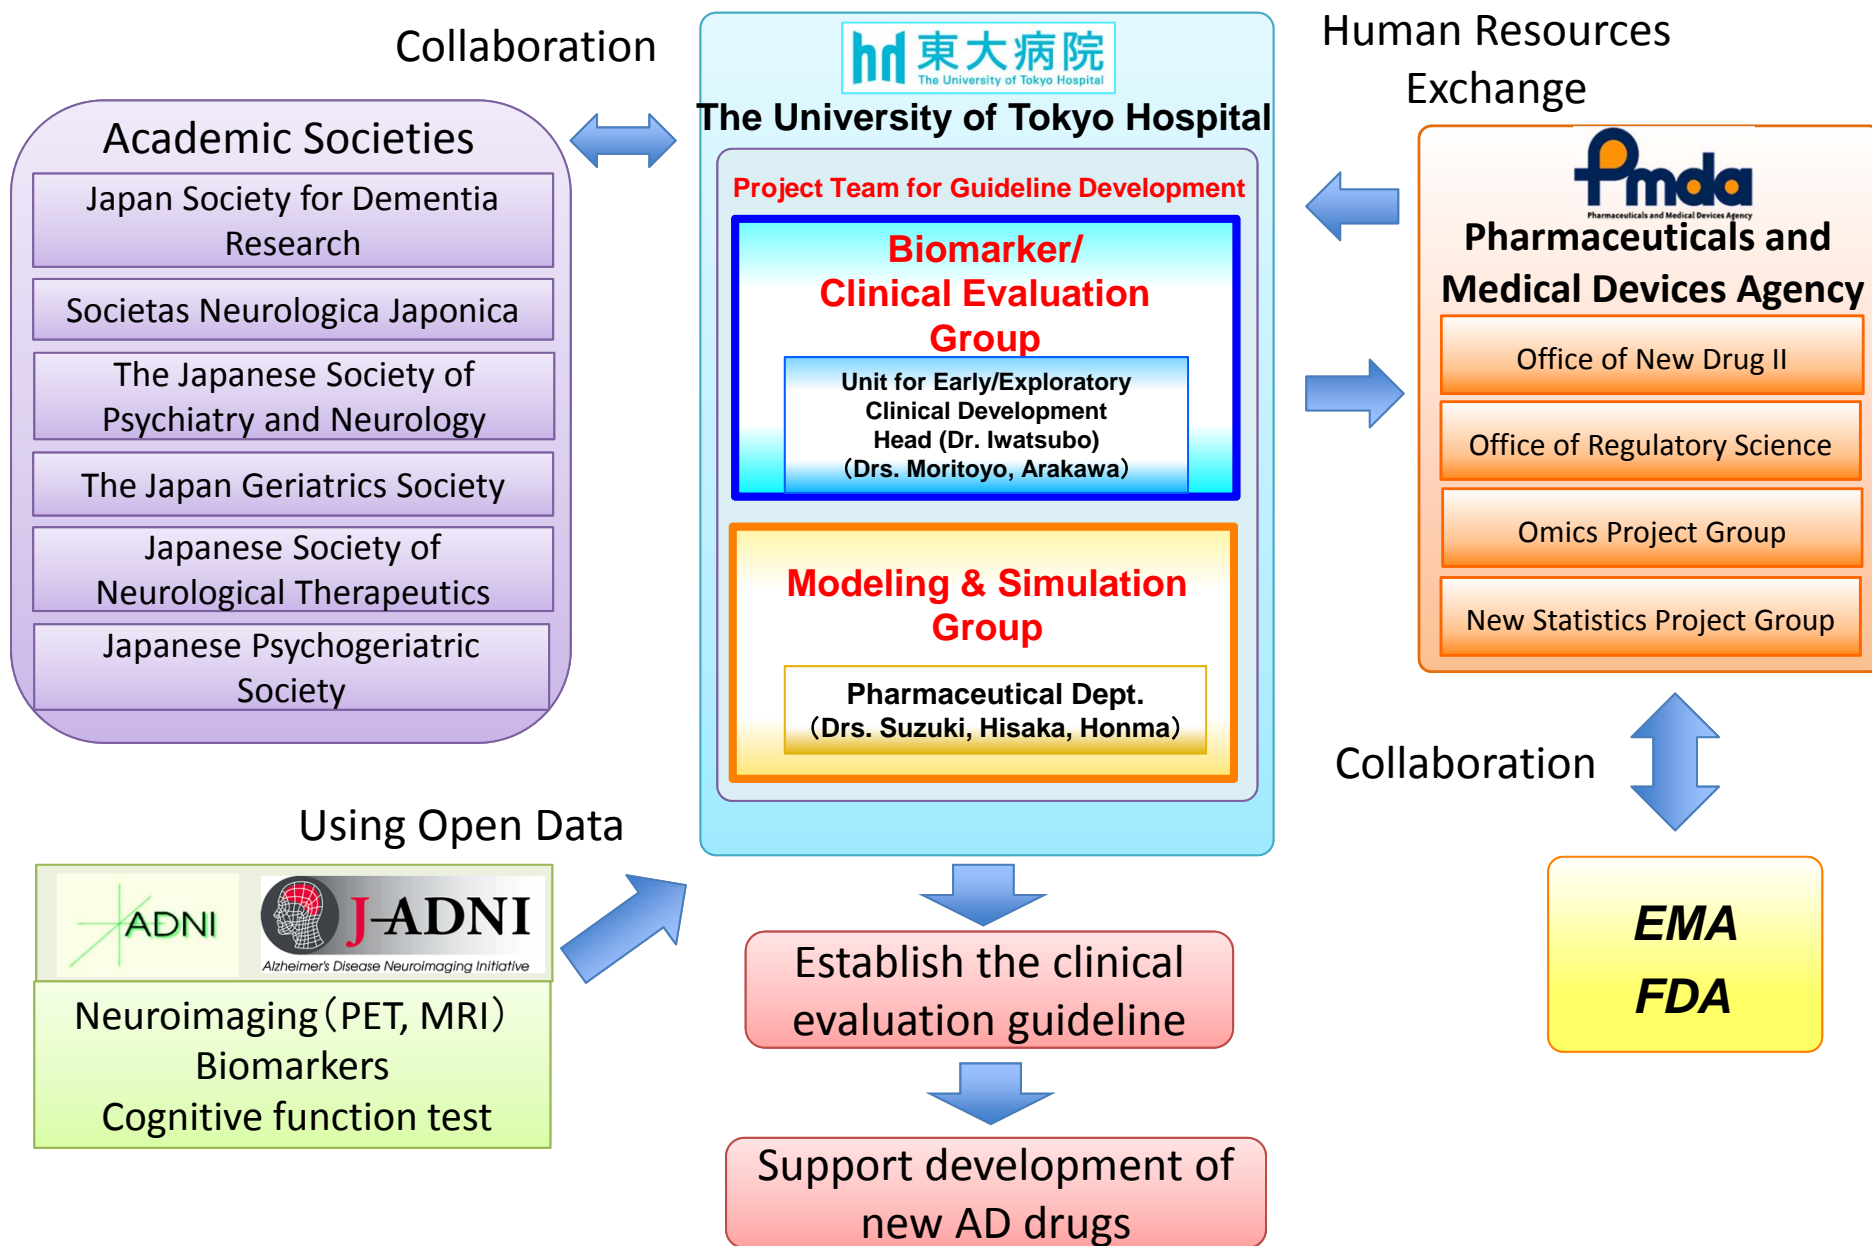 Collaboration
Academic Societies
Japan Society for Dementia
Research
Societas Neurologica Japonica
The Japanese Society of
Psychiatry and Neurology
The Japan Geriatrics Society
Japanese Society of
Neurological Therapeutics
Japanese Psychogeriatric
Society
Using Open Data
ADNI
J-ADNI
Alzheimer's Disease Neuroimaging Initiative
Neuroimaging（PET, MRI）
Biomarkers
Cognitive function test
hd 東大病院
The University of Tokyo Hospital
The University of Tokyo Hospital
Project Team for Guideline Development
Biomarker/
Clinical Evaluation
Group
Unit for Early/Exploratory
Clinical Development
Head (Dr. Iwatsubo)
（Drs. Moritoyo, Arakawa）
Modeling & Simulation
Group
Pharmaceutical Dept.
（Drs. Suzuki, Hisaka, Honma）
Establish the clinical
evaluation guideline
Support development of
new AD drugs
Human Resources
Exchange
Pmda
Pharmaceuticals and Medical Devices Agency
Pharmaceuticals and
Medical Devices Agency
Office of New Drug II
Office of Regulatory Science
Omics Project Group
New Statistics Project Group
Collaboration
EMA
FDA